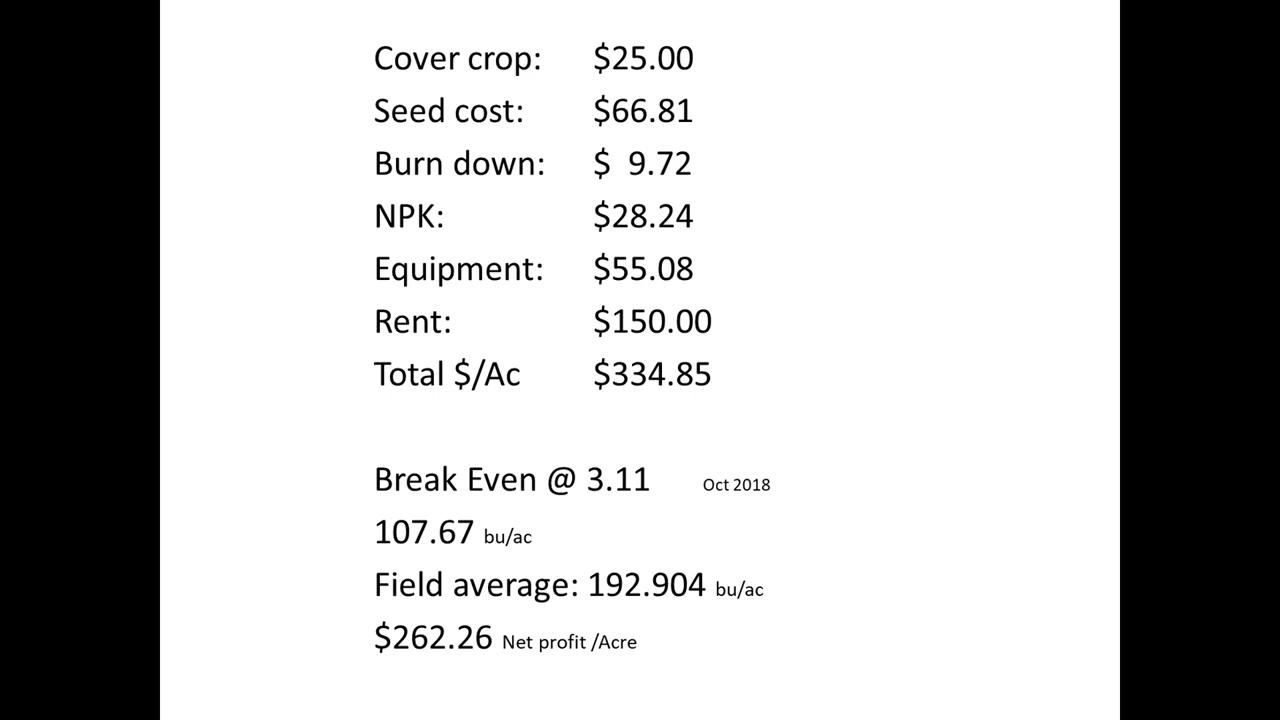 Cover crop: $25.00
Seed cost: $66.81
Burn down: $ 9.72
NPK: $28.24
Equipment: $55.08
Rent: $150.00
Total $/Ac $334.85
Break Even @ 3.11 Oct 2018
107.67 bu/ac
Field average: 192.904 bu/ac
$262.26 Net profit /Acre